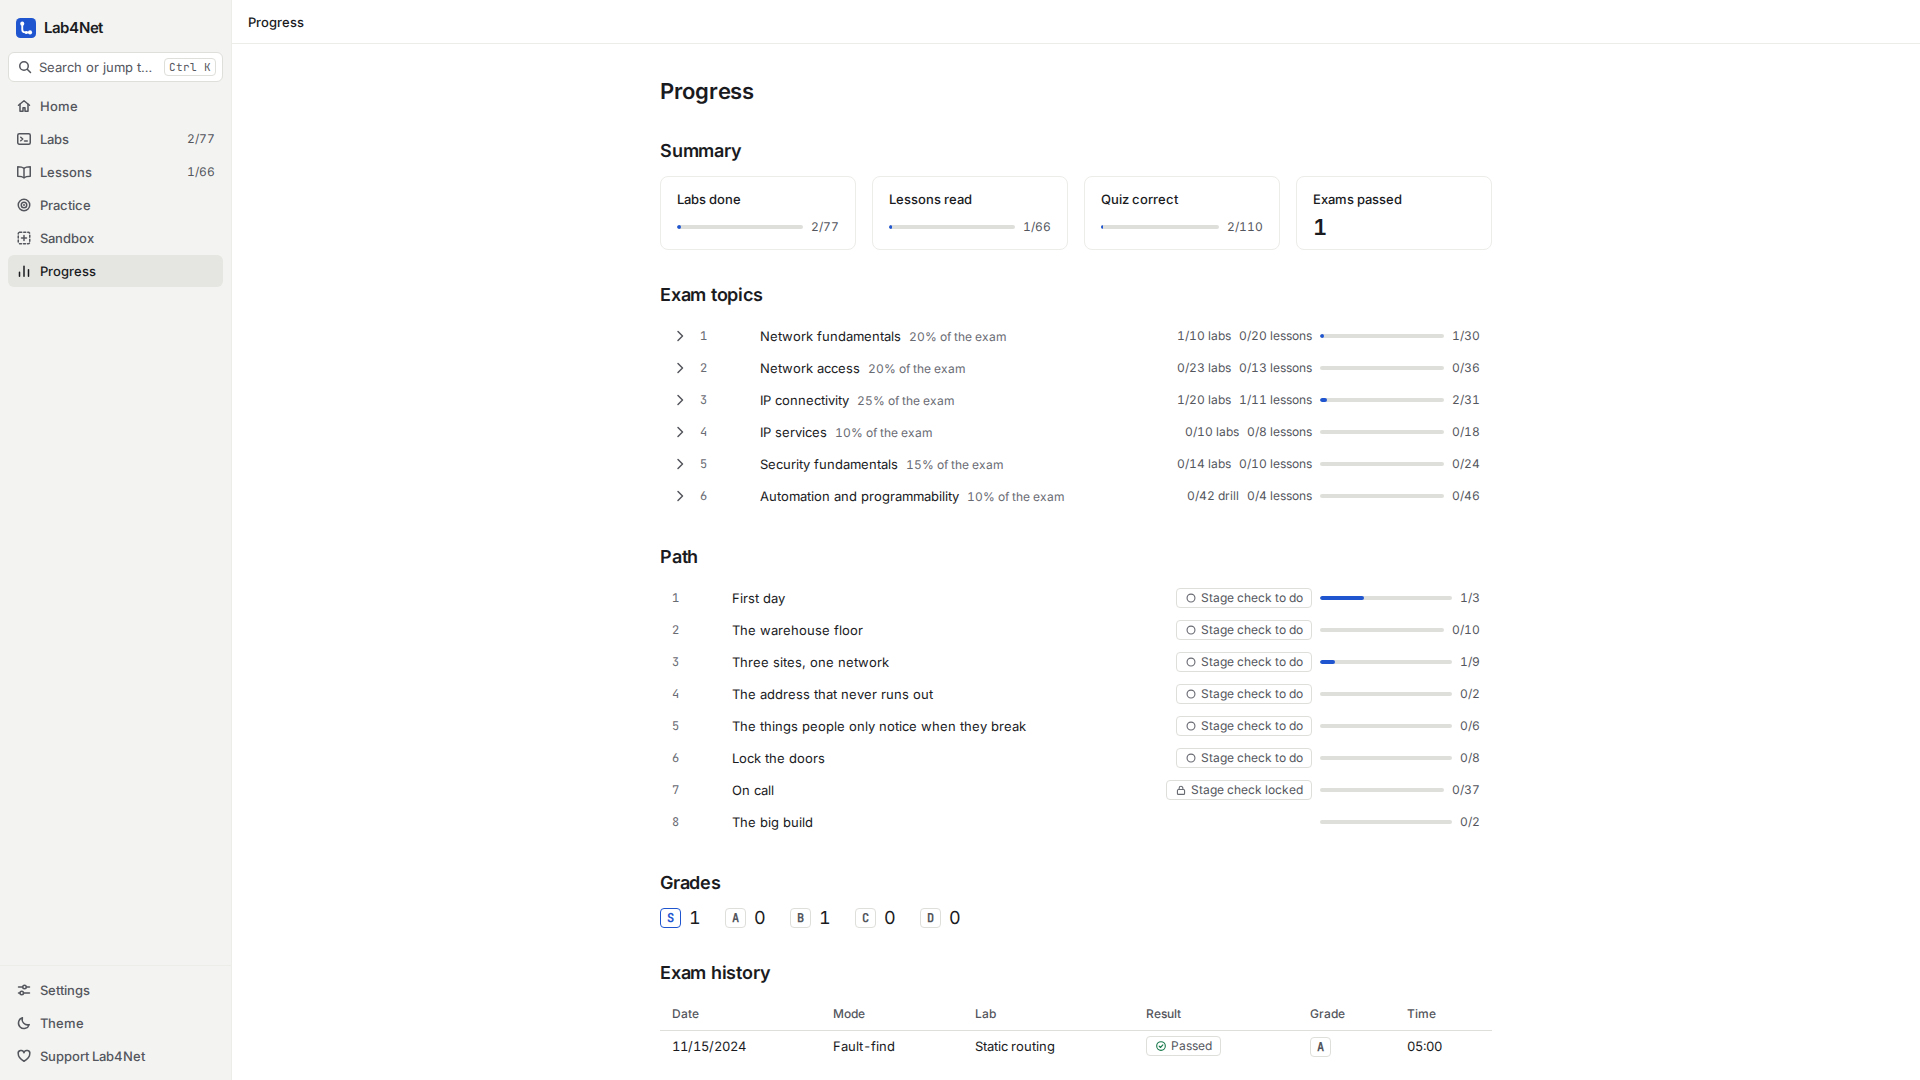 Lab4Net
Search or jump t... Ctrl K
Home
Labs 2/77
Lessons 1/66
Practice
Sandbox
Progress
Settings
Theme
Support Lab4Net
Progress
Progress
Summary
Labs done
2/77
Lessons read
1/66
Quiz correct
2/110
Exams passed
1
Exam topics
1 Network fundamentals 20% of the exam 1/10 labs 0/20 lessons 1/30
2 Network access 20% of the exam 0/23 labs 0/13 lessons 0/36
3 IP connectivity 25% of the exam 1/20 labs 1/11 lessons 2/31
4 IP services 10% of the exam 0/10 labs 0/8 lessons 0/18
5 Security fundamentals 15% of the exam 0/14 labs 0/10 lessons 0/24
6 Automation and programmability 10% of the exam 0/42 drill 0/4 lessons 0/46
Path
1 First day Stage check to do 1/3
2 The warehouse floor Stage check to do 0/10
3 Three sites, one network Stage check to do 1/9
4 The address that never runs out Stage check to do 0/2
5 The things people only notice when they break Stage check to do 0/6
6 Lock the doors Stage check to do 0/8
7 On call Stage check locked 0/37
8 The big build 0/2
Grades
S 1 A 0 B 1 C 0 D 0
Exam history
Date Mode Lab Result Grade Time
11/15/2024 Fault-find Static routing Passed A 05:00